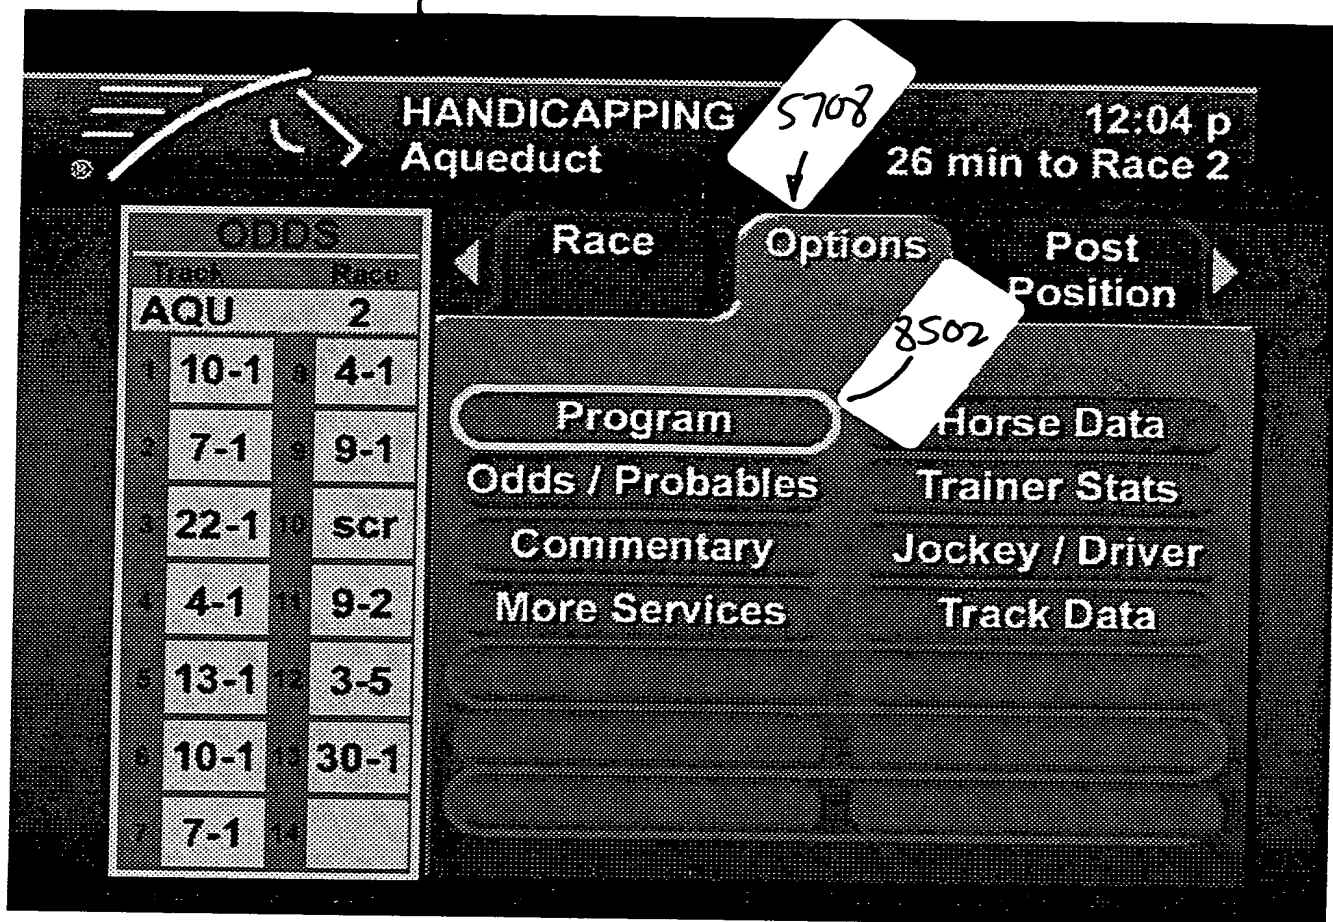 HANDICAPPING
Aqueduct
5708
12:04 p
26 min to Race 2
®
ODDS
Track Race
AQU 2
1 10-1 8 4-1
2 7-1 9 9-1
3 22-1 10 scr
4 4-1 11 9-2
5 13-1 12 3-5
6 10-1 13 30-1
7 7-1 14
Race
Options
Post
Position
8502
Program
Horse Data
Odds / Probables
Trainer Stats
Commentary
Jockey / Driver
More Services
Track Data